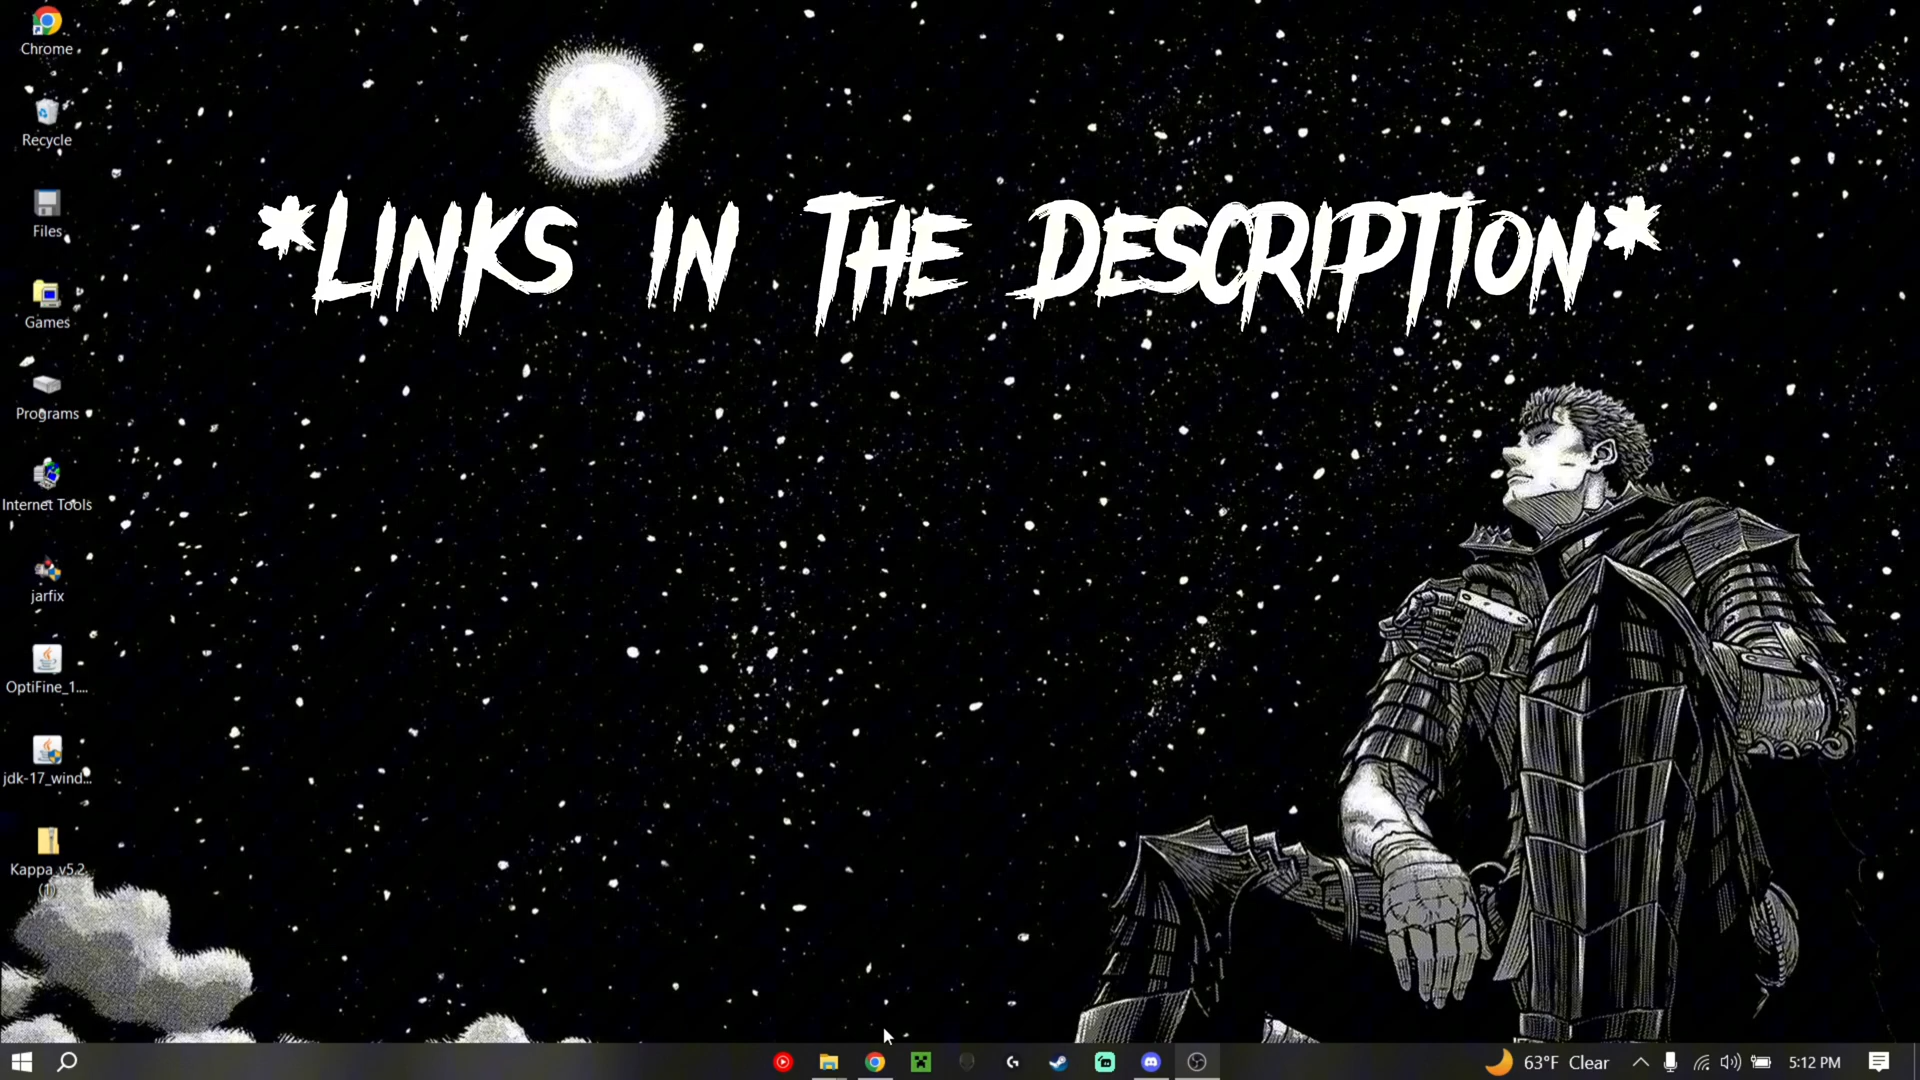 Chrome
Recycle
*LINKS IN THE DESCRIPTION*
Files
Games
Programs
Internet Tools
jarfix
OptiFine_1....
jdk-17_wind...
Kappa_v5.2
(1)
63°F Clear
5:12 PM